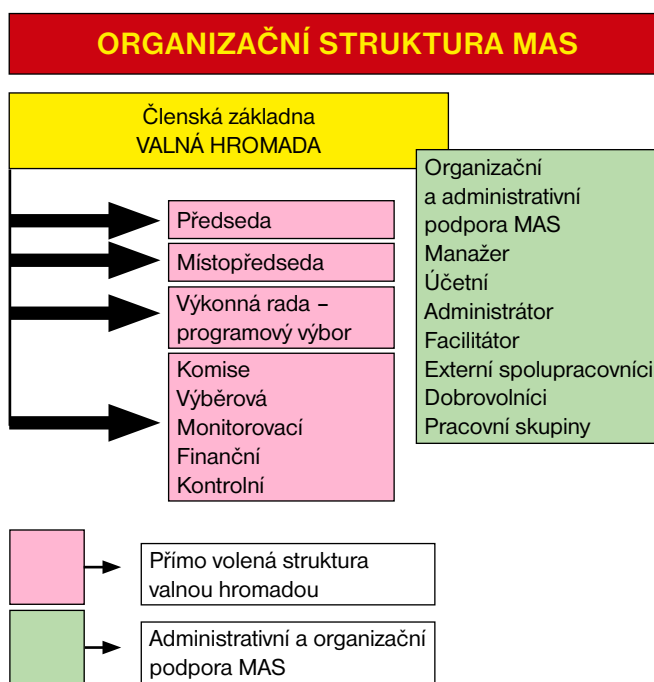 ORGANIZAČNÍ STRUKTURA MAS
Členská základna
VALNÁ HROMADA
Předseda
Místopředseda
Výkonná rada –
programový výbor
Komise
Výběrová
Monitorovací
Finanční
Kontrolní
Organizační
a administrativní
podpora MAS
Manažer
Účetní
Administrátor
Facilitátor
Externí spolupracovníci
Dobrovolníci
Pracovní skupiny
Přímo volená struktura
valnou hromadou
Administrativní a organizační
podpora MAS